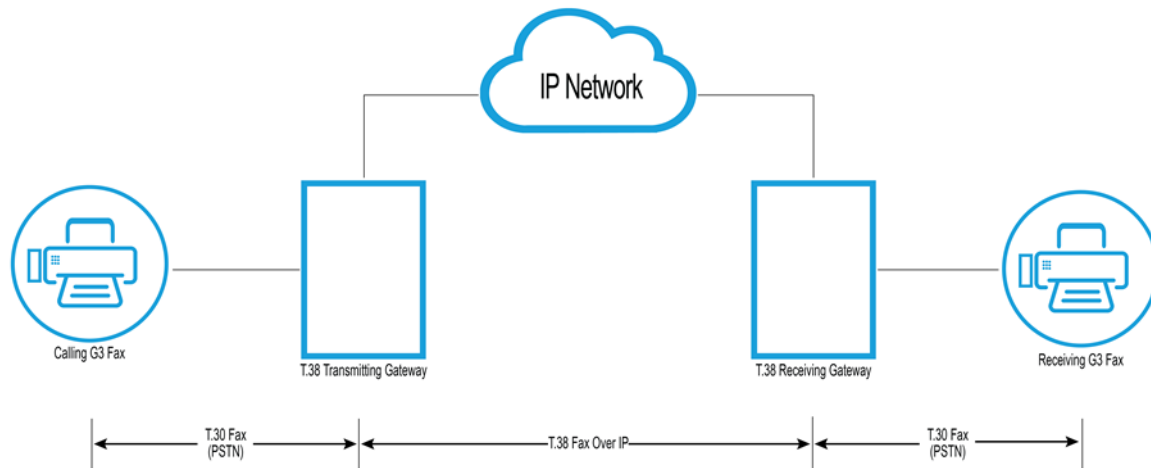 IP Network
Calling G3 Fax
T.38 Transmitting Gateway
T.38 Receiving Gateway
Receiving G3 Fax
T.30 Fax
(PSTN)
T.38 Fax Over IP
T.30 Fax
(PSTN)